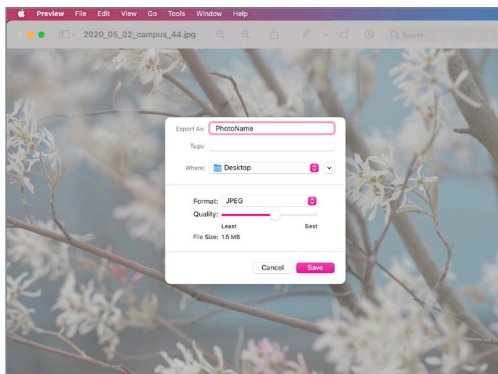 Preview File Edit View Go Tools Window Help
2020_05_02_campus_44.jpg
Search
Export As: PhotoName
Tags:
Where: Desktop
Format: JPEG
Quality:
Least Best
File Size: 1.5 MB
Cancel Save